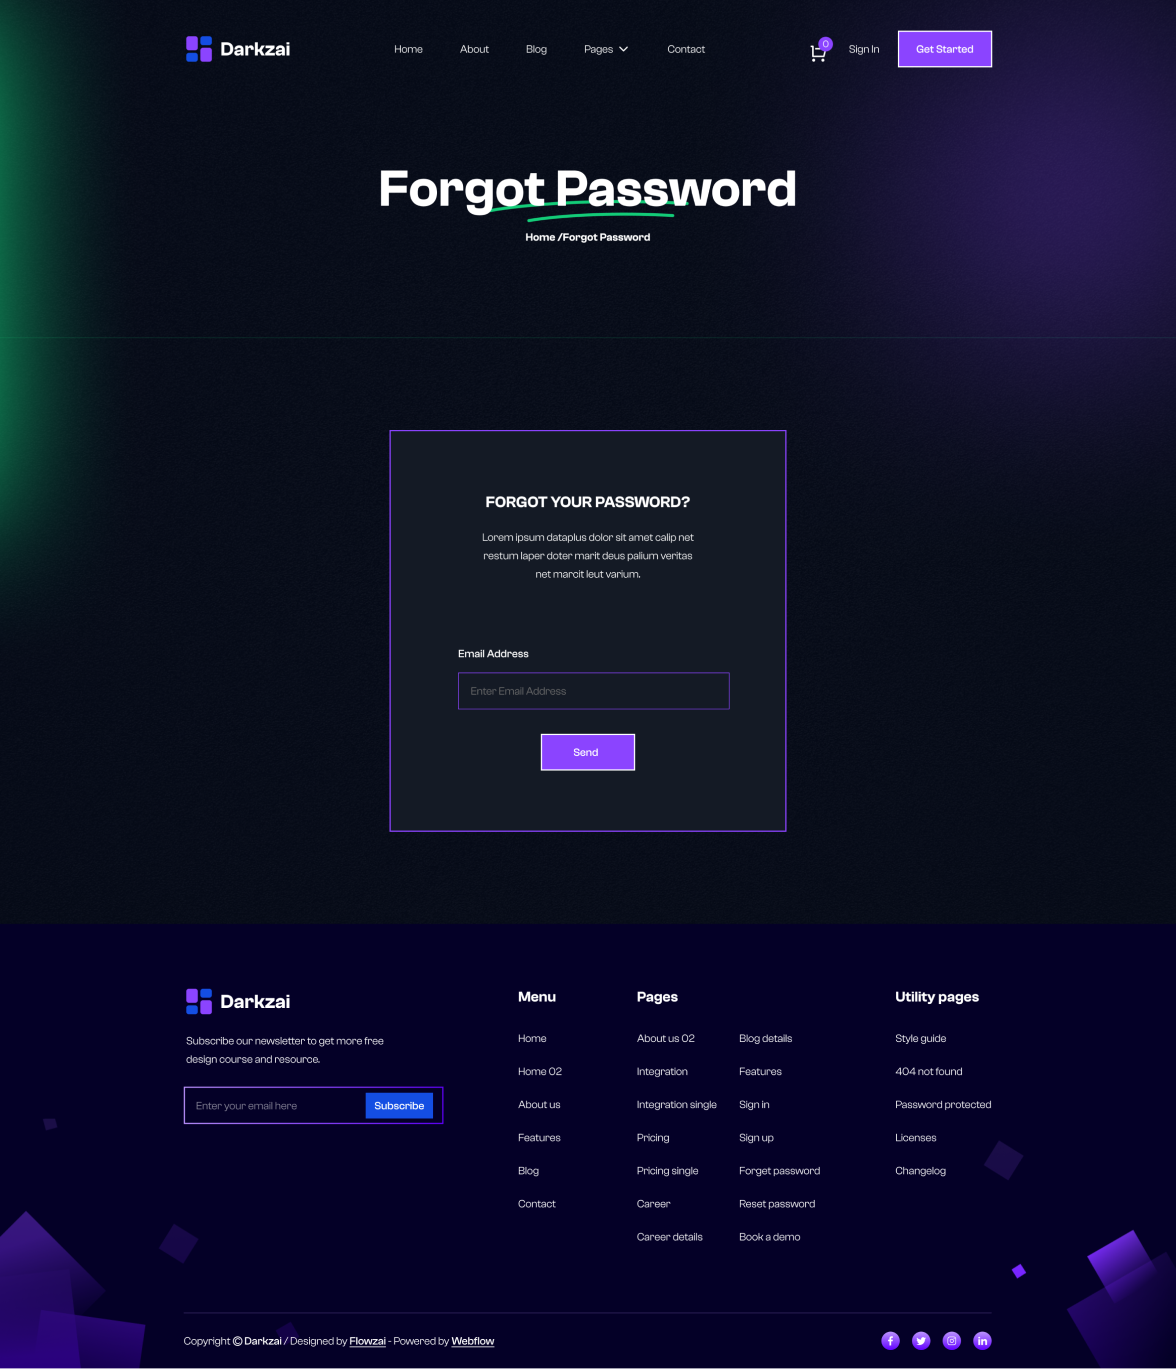 Darkzai
Home
About
Blog
Pages
Contact
0
Sign In
Get Started
Forgot Password
Home /Forgot Password
FORGOT YOUR PASSWORD?
Lorem ipsum dataplus dolor sit amet calip net
restum laper doter marit deus palium veritas
net marcit leut varium.
Email Address
Enter Email Address
Send
Darkzai
Subscribe our newsletter to get more free
design course and resource.
Enter your email here
Subscribe
Menu
Home
Home 02
About us
Features
Blog
Contact
Pages
About us 02
Integration
Integration single
Pricing
Pricing single
Career
Career details
Blog details
Features
Sign in
Sign up
Forget password
Reset password
Book a demo
Utility pages
Style guide
404 not found
Password protected
Licenses
Changelog
Copyright © Darkzai / Designed by Flowzai - Powered by Webflow